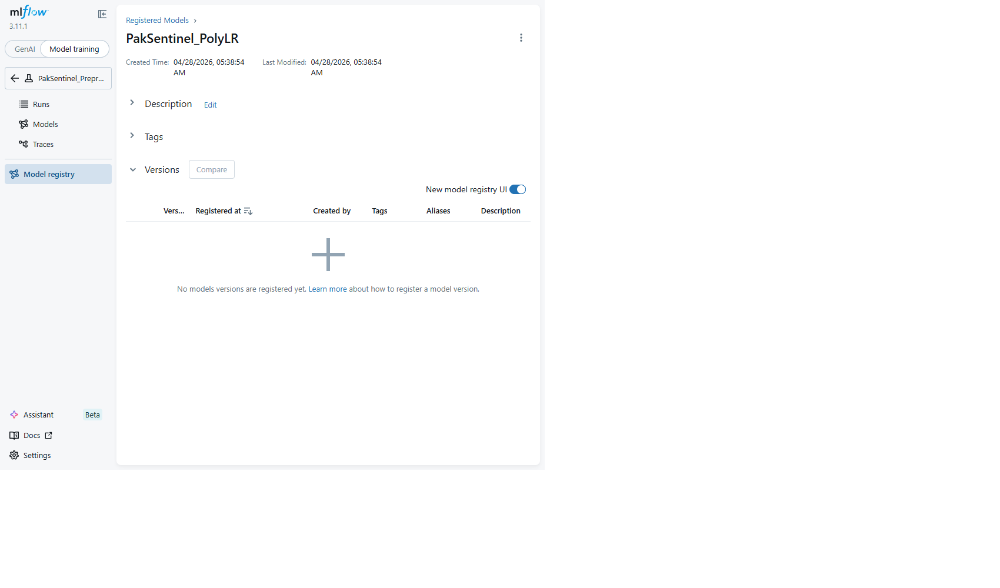 mlflow
3.11.1
GenAI
Model training
PakSentinel_Prepr...
Runs
Models
Traces
Model registry
Assistant
Beta
Docs
Settings
Registered Models
PakSentinel_PolyLR
Created Time: 04/28/2026, 05:38:54 AM
Last Modified: 04/28/2026, 05:38:54 AM
Description Edit
Tags
Versions Compare
New model registry UI
Vers... Registered at Created by Tags Aliases Description
No models versions are registered yet. Learn more about how to register a model version.